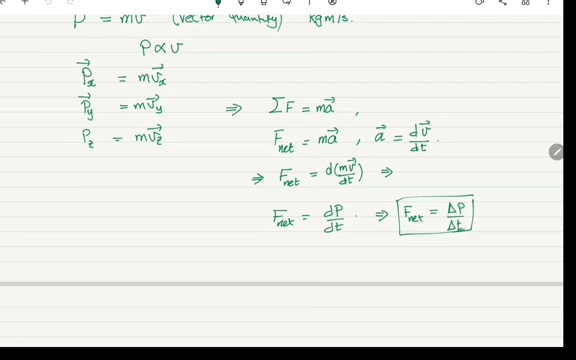 P = mv (vector quantity) kgm/s.
P ∝ v
P⃗x = mv⃗x
P⃗y = mv⃗y ⇒ ΣF = ma⃗ ,
Pz = mv⃗z Fnet = ma⃗ , a⃗ = dv⃗/dt .
⇒ Fnet = d(mv⃗)/dt ⇒
Fnet = dP/dt . ⇒ Fnet = ΔP/Δt